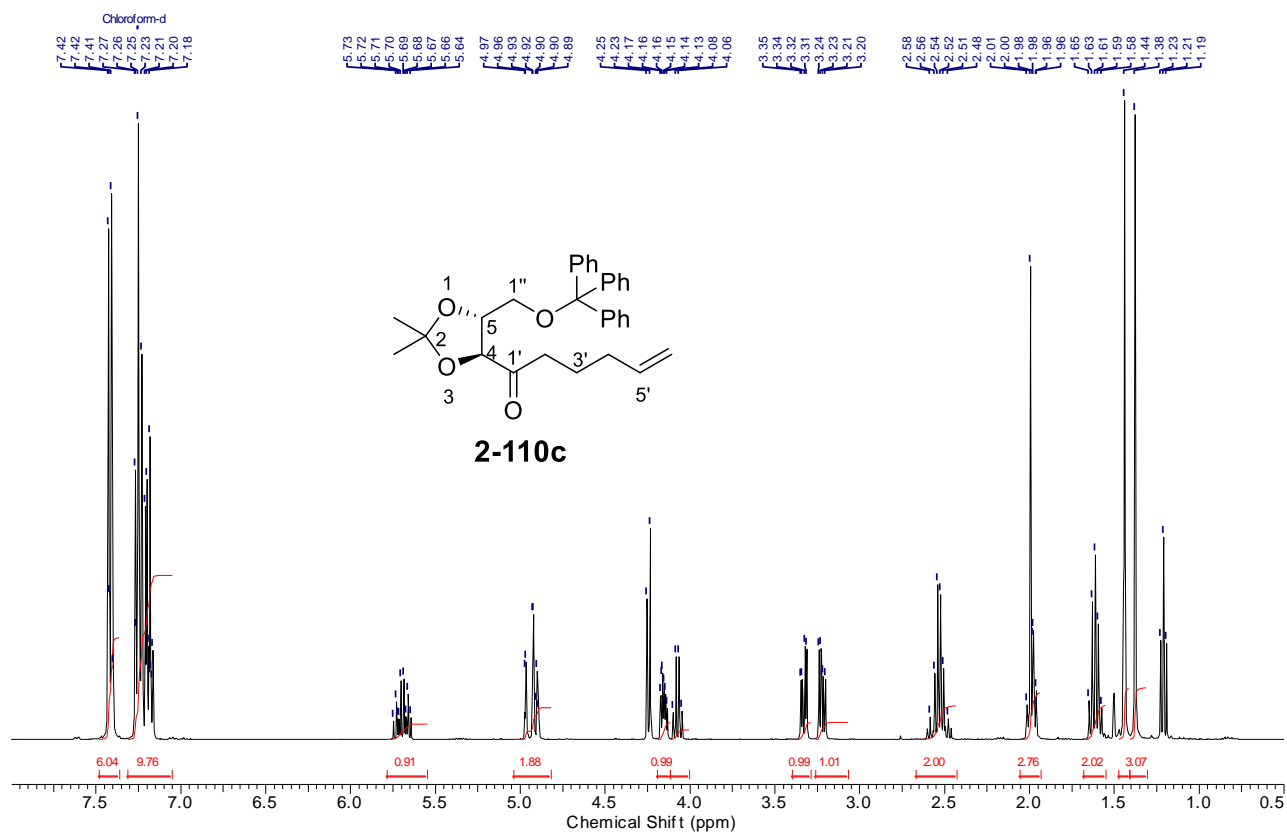 Chloroform-d
7.42 7.42 7.41 7.27 7.26 7.25 7.23 7.21 7.20 7.18 5.73 5.72 5.71 5.70 5.69 5.68 5.67 5.66 5.64 4.97 4.96 4.93 4.92 4.90 4.90 4.89 4.25 4.23 4.17 4.16 4.16 4.15 4.14 4.13 4.08 4.06 3.35 3.34 3.32 3.31 3.24 3.23 3.21 3.20 2.58 2.56 2.54 2.52 2.51 2.48 2.01 2.00 1.98 1.98 1.96 1.96 1.65 1.63 1.61 1.59 1.58 1.44 1.38 1.23 1.21 1.19
Ph
1 1'' Ph
O O Ph
5
2 4 1' 3'
O
3 O 5'
2-110c
6.04 9.76 0.91 1.88 0.99 0.99 1.01 2.00 2.76 2.02 3.07
7.5 7.0 6.5 6.0 5.5 5.0 4.5 4.0 3.5 3.0 2.5 2.0 1.5 1.0 0.5
Chemical Shift (ppm)